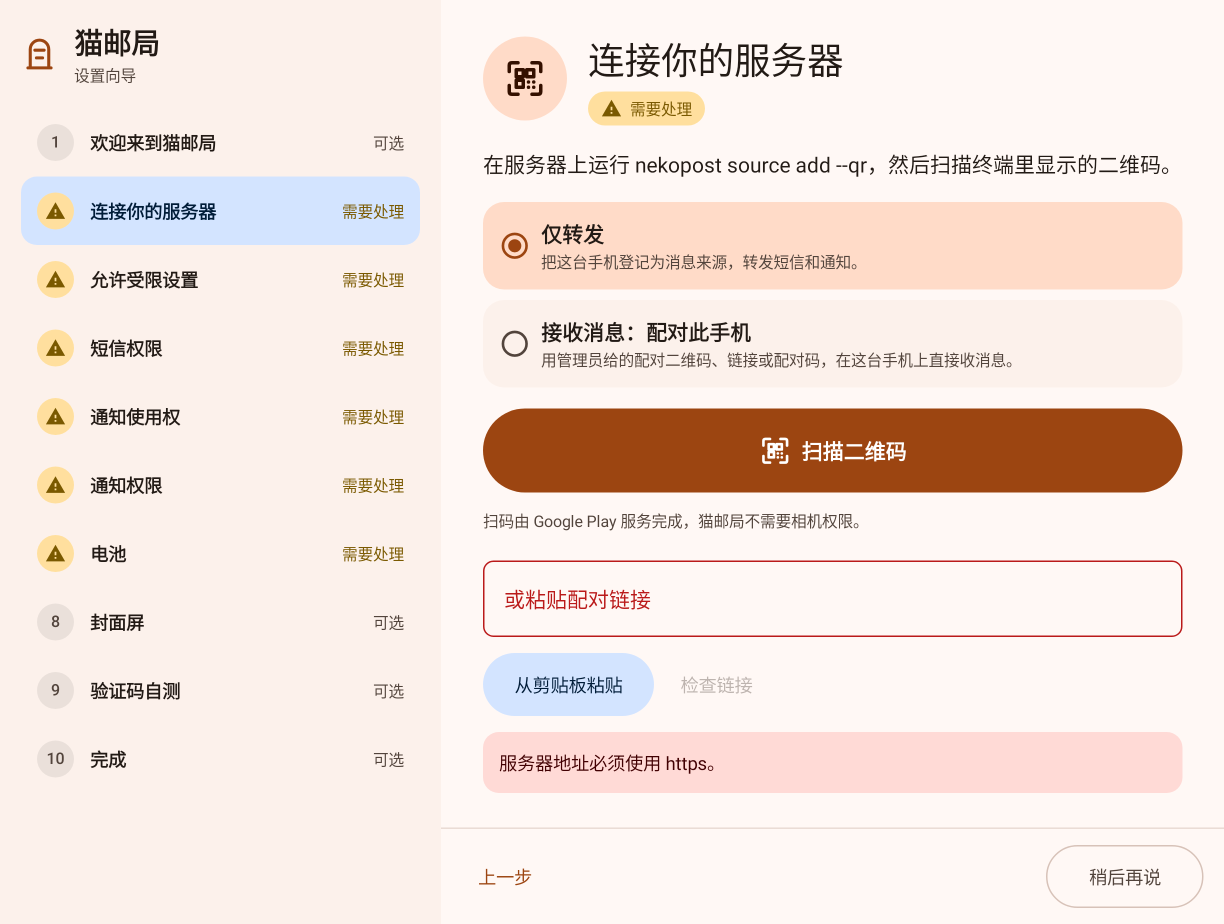 猫邮局
设置向导
1 欢迎来到猫邮局 可选
连接你的服务器 需要处理
允许受限设置 需要处理
短信权限 需要处理
通知使用权 需要处理
通知权限 需要处理
电池 需要处理
8 封面屏 可选
9 验证码自测 可选
10 完成 可选
连接你的服务器
需要处理
在服务器上运行 nekopost source add --qr，然后扫描终端里显示的二维码。
仅转发
把这台手机登记为消息来源，转发短信和通知。
接收消息：配对此手机
用管理员给的配对二维码、链接或配对码，在这台手机上直接收消息。
扫描二维码
扫码由 Google Play 服务完成，猫邮局不需要相机权限。
或粘贴配对链接
从剪贴板粘贴 检查链接
服务器地址必须使用 https。
上一步 稍后再说